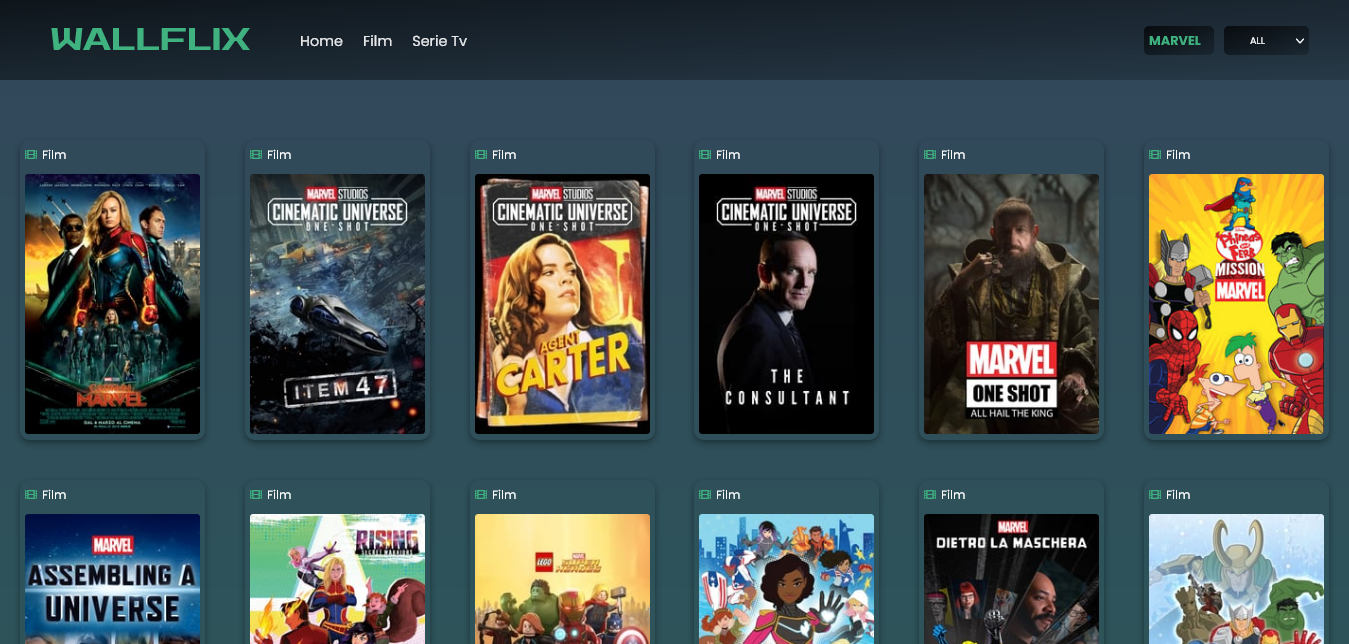 WALLFLIX
Home Film Serie Tv
MARVEL ALL
Film Film Film Film Film Film
MARVEL STUDIOS
CINEMATIC UNIVERSE
ONE-SHOT
ITEM 47
MARVEL STUDIOS
CINEMATIC UNIVERSE
ONE-SHOT
AGENT
CARTER
MARVEL STUDIOS
CINEMATIC UNIVERSE
ONE-SHOT
THE
CONSULTANT
MARVEL
ONE SHOT
ALL HAIL THE KING
Phineas
Ferb
MISSION
MARVEL
MARVEL
DAL 6 MARZO AL CINEMA
Film Film Film Film Film Film
MARVEL
ASSEMBLING A
UNIVERSE
RISING
LEGO MARVEL
SUPER HEROES
MARVEL
DIETRO LA MASCHERA